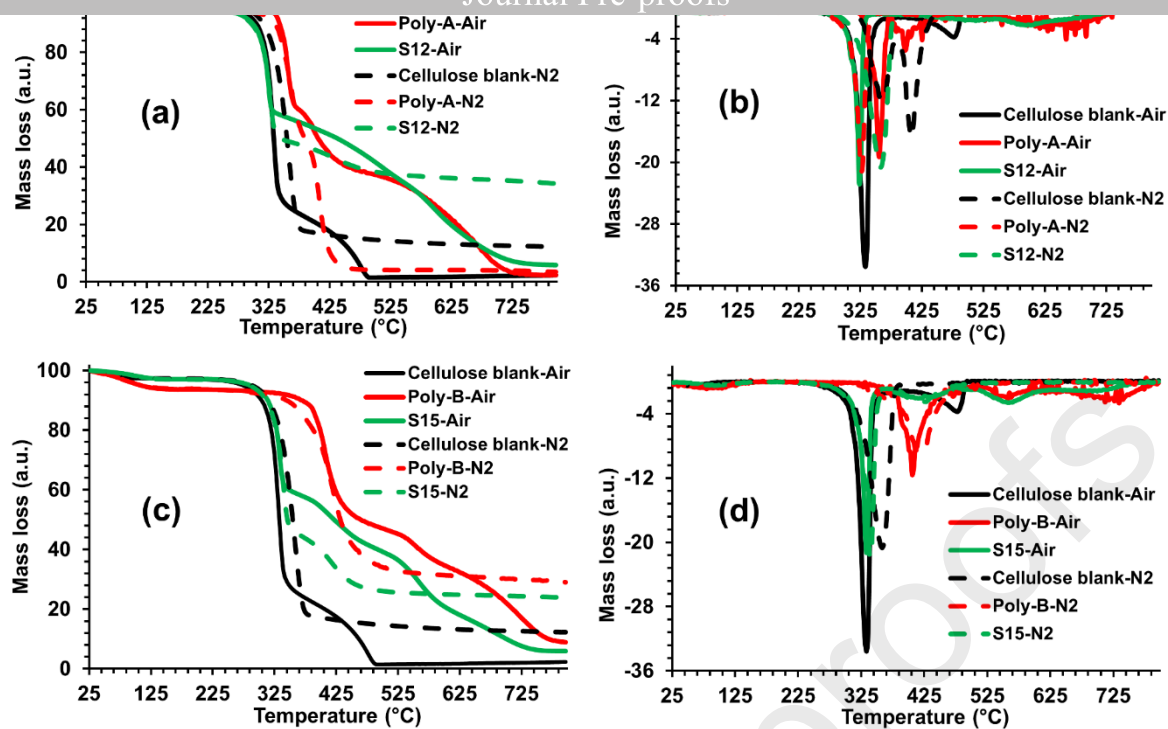 Journal Pre-proofs
Mass loss (a.u.)
80
60
40
20
0
Poly-A-Air
S12-Air
Cellulose blank-N2
Poly-A-N2
S12-N2
(a)
25 125 225 325 425 525 625 725
Temperature (°C)
Mass loss (a.u.)
-4
-12
-20
-28
-36
(b)
Cellulose blank-Air
Poly-A-Air
S12-Air
Cellulose blank-N2
Poly-A-N2
S12-N2
25 125 225 325 425 525 625 725
Temperature (°C)
Mass loss (a.u.)
100
80
60
40
20
0
Cellulose blank-Air
Poly-B-Air
S15-Air
Cellulose blank-N2
Poly-B-N2
S15-N2
(c)
25 125 225 325 425 525 625 725
Temperature (°C)
Mass loss (a.u.)
-4
-12
-20
-28
-36
(d)
Cellulose blank-Air
Poly-B-Air
S15-Air
Cellulose blank-N2
Poly-B-N2
S15-N2
25 125 225 325 425 525 625 725
Temperature (°C)
proofs